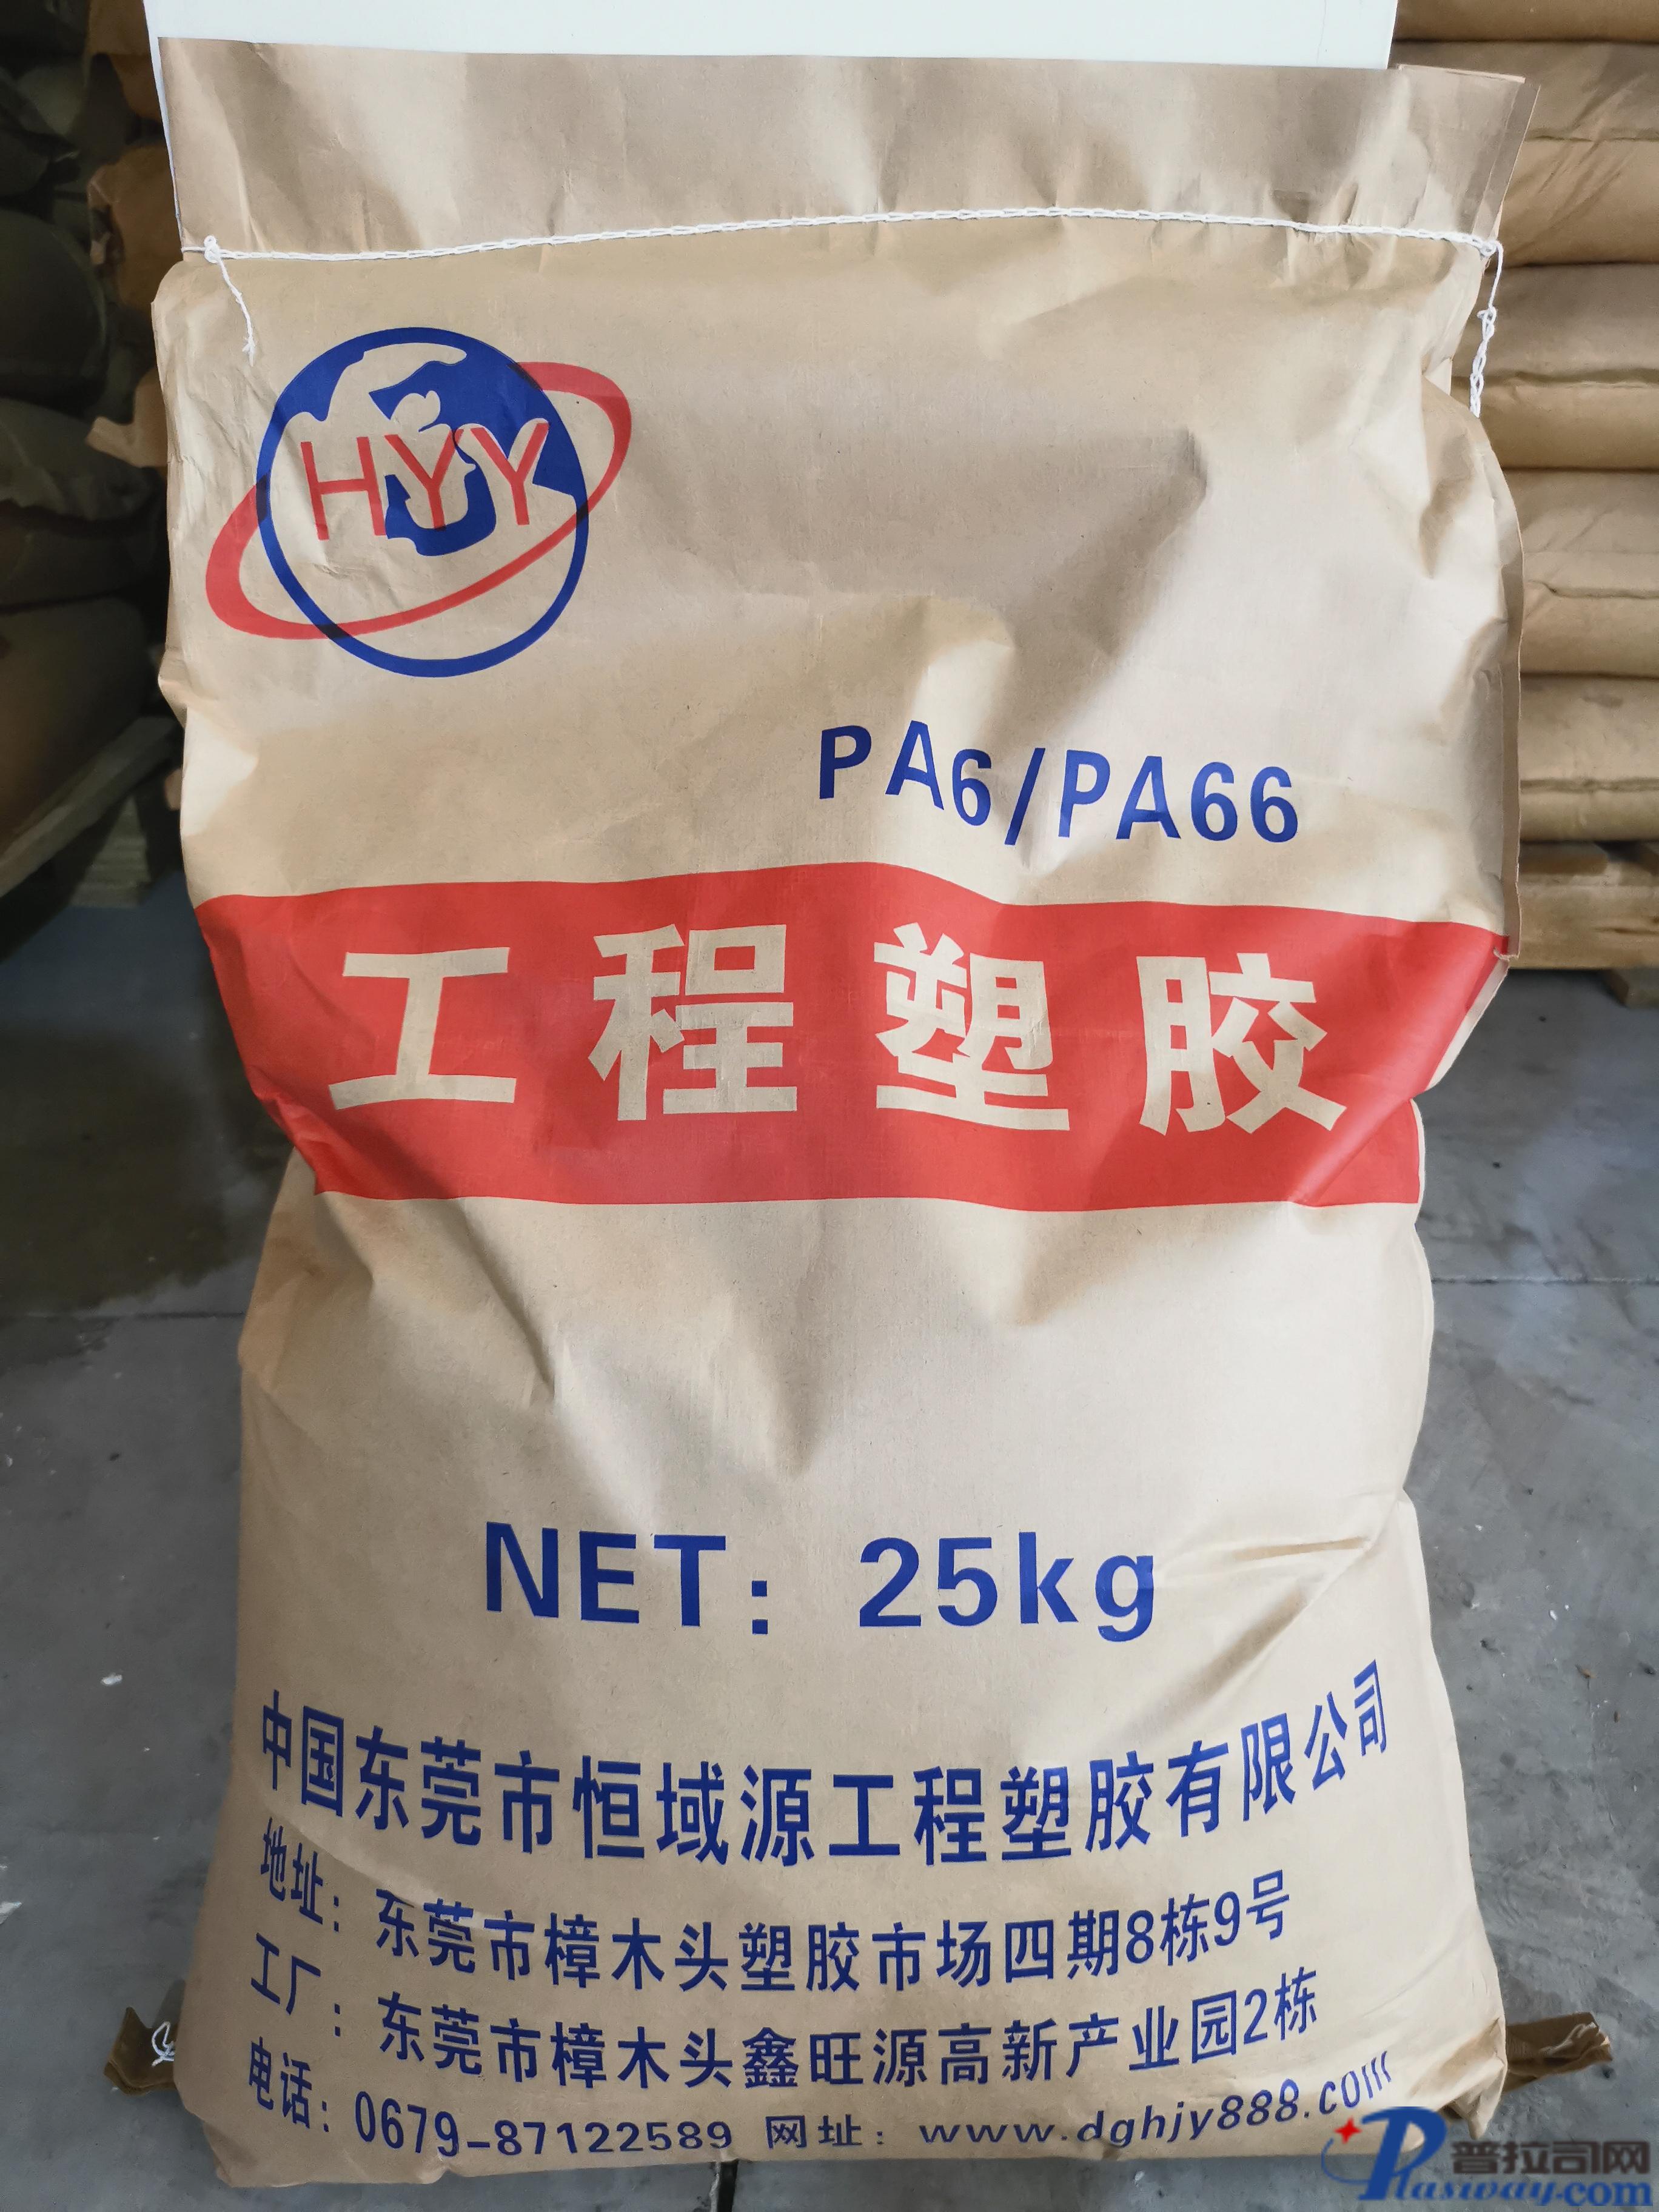 HYY
PA6/PA66
工程塑胶
NET：25kg
中国东莞市恒域源工程塑胶有限公司
地址：东莞市樟木头塑胶市场四期8栋9号
工厂：东莞市樟木头鑫旺源高新产业园2栋
电话：0679-87122589 网址：www.dghjy888.com
普拉司网
Plasway.com